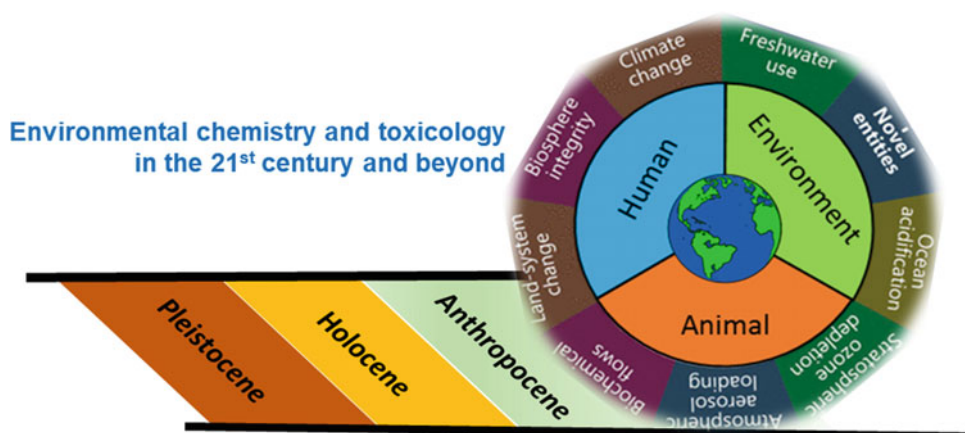 Environmental chemistry and toxicology
in the 21st century and beyond
Climate
change
Freshwater
use
Novel
entities
Ocean
acidification
Stratospheric
ozone
depletion
Atmospheric
aerosol
loading
Biochemical
flows
Land-system
change
Biosphere
integrity
Human
Environment
Animal
Pleistocene
Holocene
Anthropocene